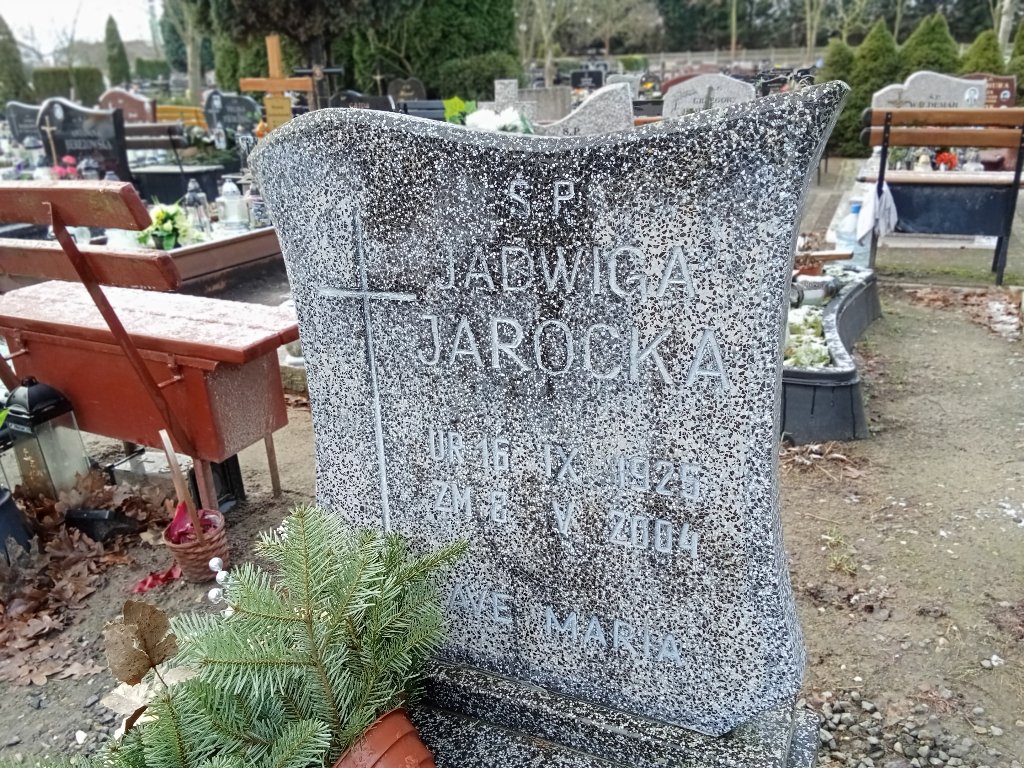 Ś P
JADWIGA
JAROCKA
UR 16 IX 1925
ZM 8 V 2004
AVE MARIA